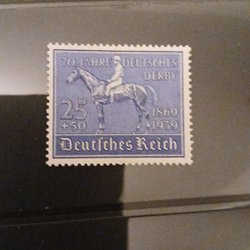 70 JAHRE DEUTSCHES
DERBY
25
+50
1869
1939
Deutsches Reich